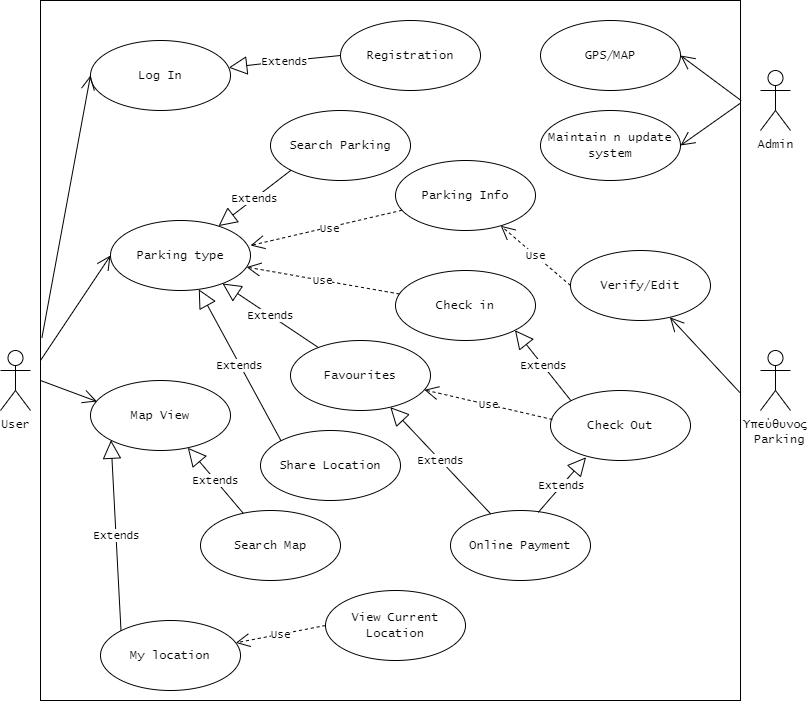 Registration
GPS/MAP
Extends
Log In
Search Parking
Maintain n update
system
Admin
Extends
Parking Info
Use
Parking type
Use
Use
Verify/Edit
Check in
Extends
Extends
Extends
Favourites
Use
Map View
User
Check Out
Υπεύθυνος
Parking
Share Location
Extends
Extends
Extends
Extends
Search Map
Online Payment
View Current
Location
Use
My location